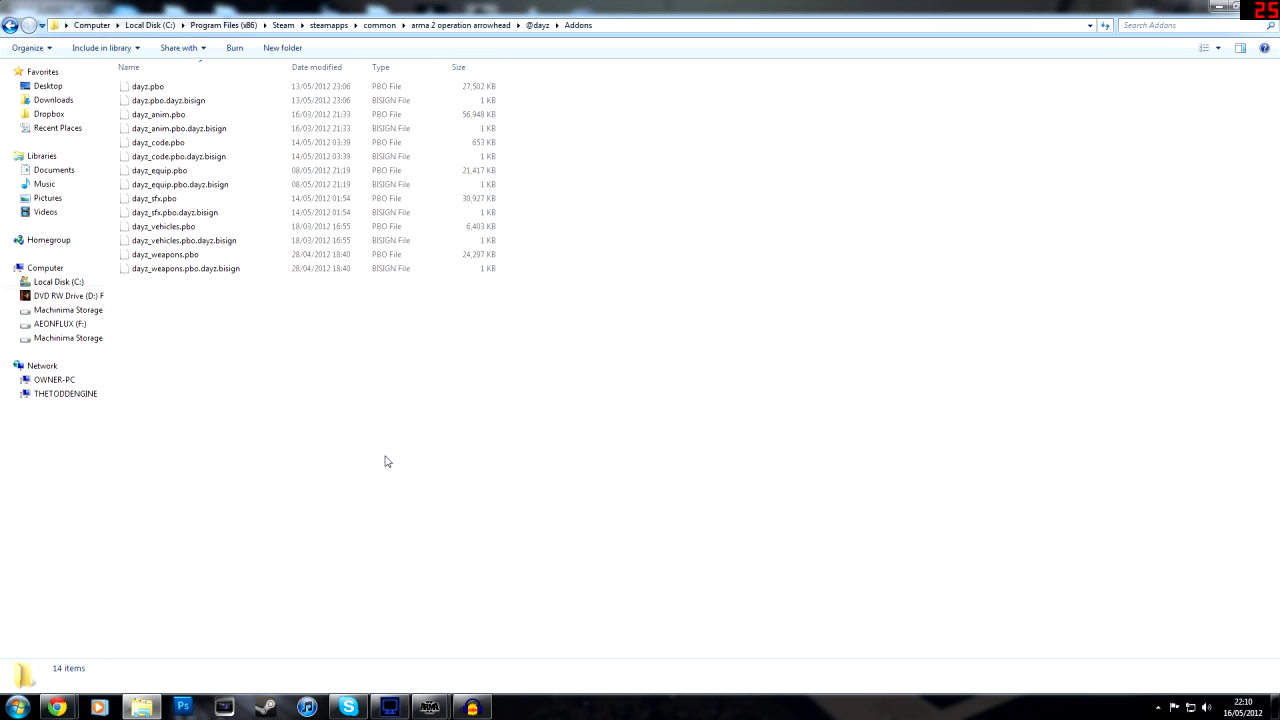 25
Computer Local Disk (C:) Program Files (x86) Steam steamapps common arma 2 operation arrowhead @dayz Addons Search Addons
Organize Include in library Share with Burn New folder
Name Date modified Type Size
Favorites
Desktop
Downloads
Dropbox
Recent Places
Libraries
Documents
Music
Pictures
Videos
Homegroup
Computer
Local Disk (C:)
DVD RW Drive (D:) F
Machinima Storage
AEONFLUX (F:)
Machinima Storage
Network
OWNER-PC
THETODDENGINE
dayz.pbo 13/05/2012 23:06 PBO File 27,502 KB
dayz.pbo.dayz.bisign 13/05/2012 23:06 BISIGN File 1 KB
dayz_anim.pbo 16/03/2012 21:33 PBO File 56,948 KB
dayz_anim.pbo.dayz.bisign 16/03/2012 21:33 BISIGN File 1 KB
dayz_code.pbo 14/05/2012 03:39 PBO File 653 KB
dayz_code.pbo.dayz.bisign 14/05/2012 03:39 BISIGN File 1 KB
dayz_equip.pbo 08/05/2012 21:19 PBO File 21,417 KB
dayz_equip.pbo.dayz.bisign 08/05/2012 21:19 BISIGN File 1 KB
dayz_sfx.pbo 14/05/2012 01:54 PBO File 30,927 KB
dayz_sfx.pbo.dayz.bisign 14/05/2012 01:54 BISIGN File 1 KB
dayz_vehicles.pbo 18/03/2012 16:55 PBO File 6,403 KB
dayz_vehicles.pbo.dayz.bisign 18/03/2012 16:55 BISIGN File 1 KB
dayz_weapons.pbo 28/04/2012 18:40 PBO File 24,297 KB
dayz_weapons.pbo.dayz.bisign 28/04/2012 18:40 BISIGN File 1 KB
14 items
Ps
ARMA
22:10
16/05/2012